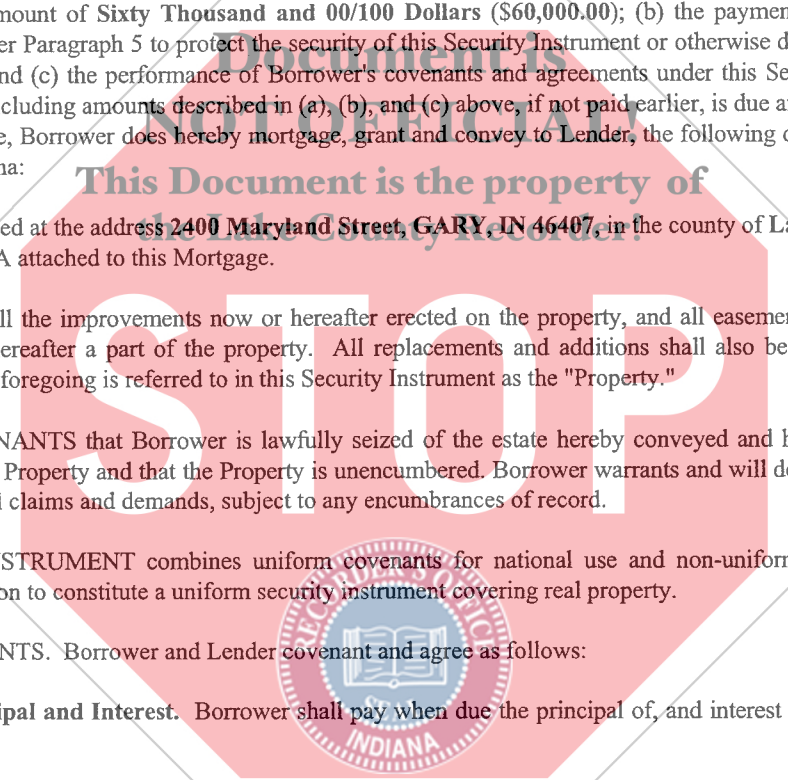 mount of Sixty Thousand and 00/100 Dollars ($60,000.00); (b) the paymen
er Paragraph 5 to protect the security of this Security Instrument or otherwise d
Document is
nd (c) the performance of Borrower's covenants and agreements under this Se
cluding amounts described in (a), (b), and (c) above, if not paid earlier, is due a
NOT OFFICIAL!
e, Borrower does hereby mortgage, grant and convey to Lender, the following d
na:
This Document is the property of
ed at the address 2400 Maryland Street, GARY, IN 46407, in the county of La
the Lake County Recorder!
A attached to this Mortgage.
ll the improvements now or hereafter erected on the property, and all easemen
ereafter a part of the property. All replacements and additions shall also be
foregoing is referred to in this Security Instrument as the "Property."
STOP
NANTS that Borrower is lawfully seized of the estate hereby conveyed and h
Property and that the Property is unencumbered. Borrower warrants and will de
l claims and demands, subject to any encumbrances of record.
NSTRUMENT combines uniform covenants for national use and non-uniform
on to constitute a uniform security instrument covering real property.
RECORDER'S OFFICE
NTS. Borrower and Lender covenant and agree as follows:
SEAL
ipal and Interest. Borrower shall pay when due the principal of, and interest
INDIANA